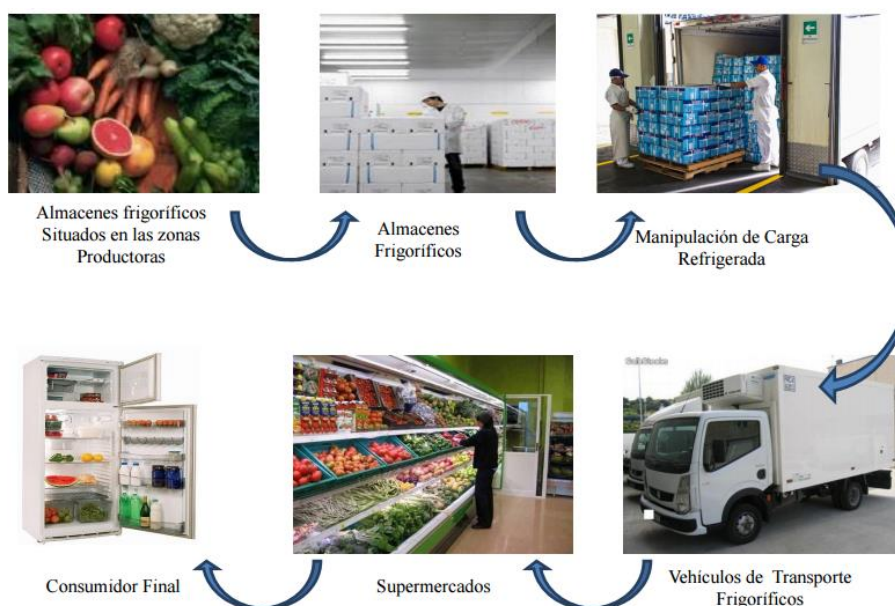 Almacenes frigoríficos
Situados en las zonas
Productoras
Almacenes
Frigoríficos
Manipulación de Carga
Refrigerada
Vehículos de Transporte
Frigoríficos
Supermercados
Consumidor Final